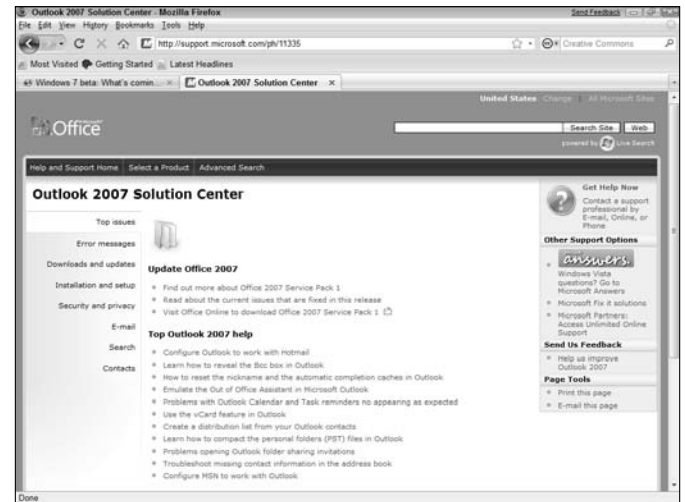 Outlook 2007 Solution Center - Mozilla Firefox
Send Feedback
File Edit View History Bookmarks Tools Help
http://support.microsoft.com/ph/11335
Creative Commons
Most Visited Getting Started Latest Headlines
Windows 7 beta: What's comin...
Outlook 2007 Solution Center
United States Change | All Microsoft Sites
Office
Search Site Web
powered by Live Search
Help and Support Home Select a Product Advanced Search
Outlook 2007 Solution Center
Top issues
Error messages
Downloads and updates
Installation and setup
Security and privacy
E-mail
Search
Contacts
Update Office 2007
Find out more about Office 2007 Service Pack 1
Read about the current issues that are fixed in this release
Visit Office Online to download Office 2007 Service Pack 1
Top Outlook 2007 help
Configure Outlook to work with Hotmail
Learn how to reveal the Bcc box in Outlook
How to reset the nickname and the automatic completion caches in Outlook
Emulate the Out of Office Assistant in Microsoft Outlook
Problems with Outlook Calendar and Task reminders no appearing as expected
Use the vCard feature in Outlook
Create a distribution list from your Outlook contacts
Learn how to compact the personal folders (PST) files in Outlook
Problems opening Outlook folder sharing invitations
Troubleshoot missing contact information in the address book
Configure MSN to work with Outlook
Get Help Now
Contact a support
professional by
E-mail, Online, or
Phone
Other Support Options
answers
Windows Vista
questions? Go to
Microsoft Answers
Microsoft Fix it solutions
Microsoft Partners:
Access Unlimited Online
Support
Send Us Feedback
Help us improve
Outlook 2007
Page Tools
Print this page
E-mail this page
Done